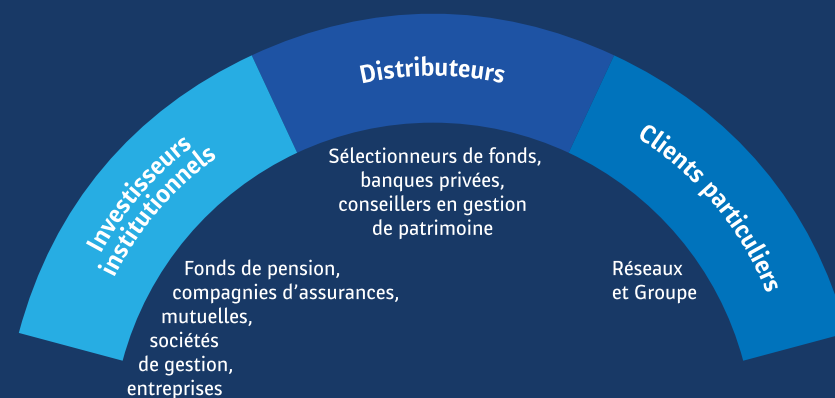 Investisseurs
institutionnels
Fonds de pension,
compagnies d’assurances,
mutuelles,
sociétés
de gestion,
entreprises
Distributeurs
Sélectionneurs de fonds,
banques privées,
conseillers en gestion
de patrimoine
Clients particuliers
Réseaux
et Groupe